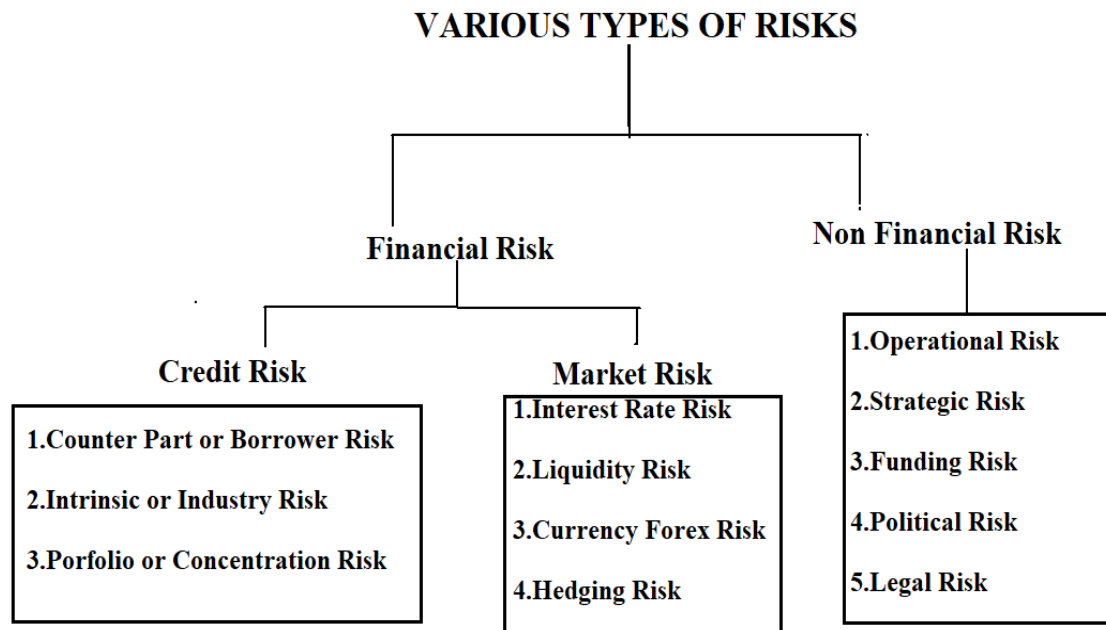 VARIOUS TYPES OF RISKS
Financial Risk
Non Financial Risk
Credit Risk
1.Counter Part or Borrower Risk
2.Intrinsic or Industry Risk
3.Porfolio or Concentration Risk
Market Risk
1.Interest Rate Risk
2.Liquidity Risk
3.Currency Forex Risk
4.Hedging Risk
1.Operational Risk
2.Strategic Risk
3.Funding Risk
4.Political Risk
5.Legal Risk